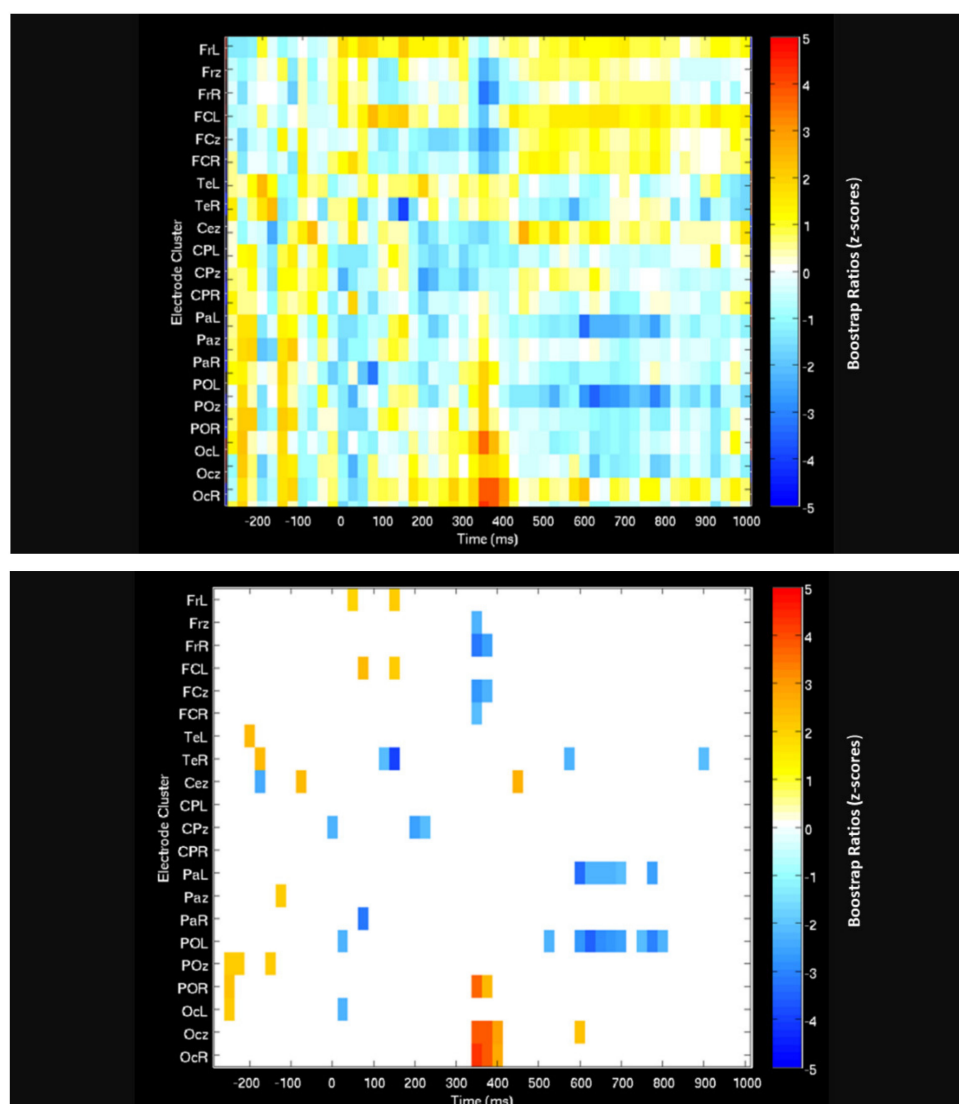 FrL
Frz
FrR
FCL
FCz
FCR
TeL
TeR
Cez
CPL
CPz
CPR
PaL
Paz
PaR
POL
POz
POR
OcL
Ocz
OcR
Electrode Cluster
-200 -100 0 100 200 300 400 500 600 700 800 900 1000
Time (ms)
5
4
3
2
1
0
-1
-2
-3
-4
-5
Boostrap Ratios (z-scores)
FrL
Frz
FrR
FCL
FCz
FCR
TeL
TeR
Cez
CPL
CPz
CPR
PaL
Paz
PaR
POL
POz
POR
OcL
Ocz
OcR
Electrode Cluster
-200 -100 0 100 200 300 400 500 600 700 800 900 1000
Time (ms)
5
4
3
2
1
0
-1
-2
-3
-4
-5
Boostrap Ratios (z-scores)